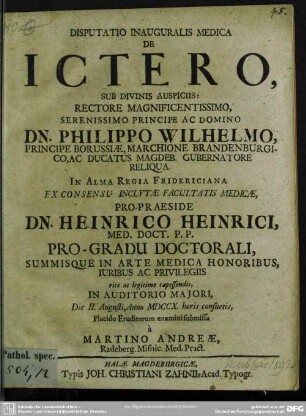 45.
DISPUTATIO INAUGURALIS MEDICA
DE
ICTERO,
SUB DIVINIS AUSPICIIS:
RECTORE MAGNIFICENTISSIMO,
SERENISSIMO PRINCIPE AC DOMINO
DN. PHILIPPO WILHELMO,
PRINCIPE BORUSSIÆ, MARCHIONE BRANDENBURGI-
CO, AC DUCATUS MAGDEB. GUBERNATORE
RELIQUA.
IN ALMA REGIA FRIDERICIANA
EX CONSENSU INCLYTÆ FACULTATIS MEDICÆ,
PRO-PRAESIDE
DN. HEINRICO HEINRICI,
MED. DOCT. P. P.
PRO-GRADU DOCTORALI,
SUMMISQUE IN ARTE MEDICA HONORIBUS,
IURIBUS AC PRIVILEGIIS
rite ac legitime capessendis,
IN AUDITORIO MAJORI,
Die II. Augusti, Anno MDCCX. horis consuetis,
Placido Eruditorum examini submissa
à
MARTINO ANDREÆ,
Radeberg. Misnic. Med. Pract.
HALÆ MAGDEBURGICÆ,
Typis JOH. CHRISTIANI ZAHNII, Acad. Typogr.
Pathol. spec.
504,12